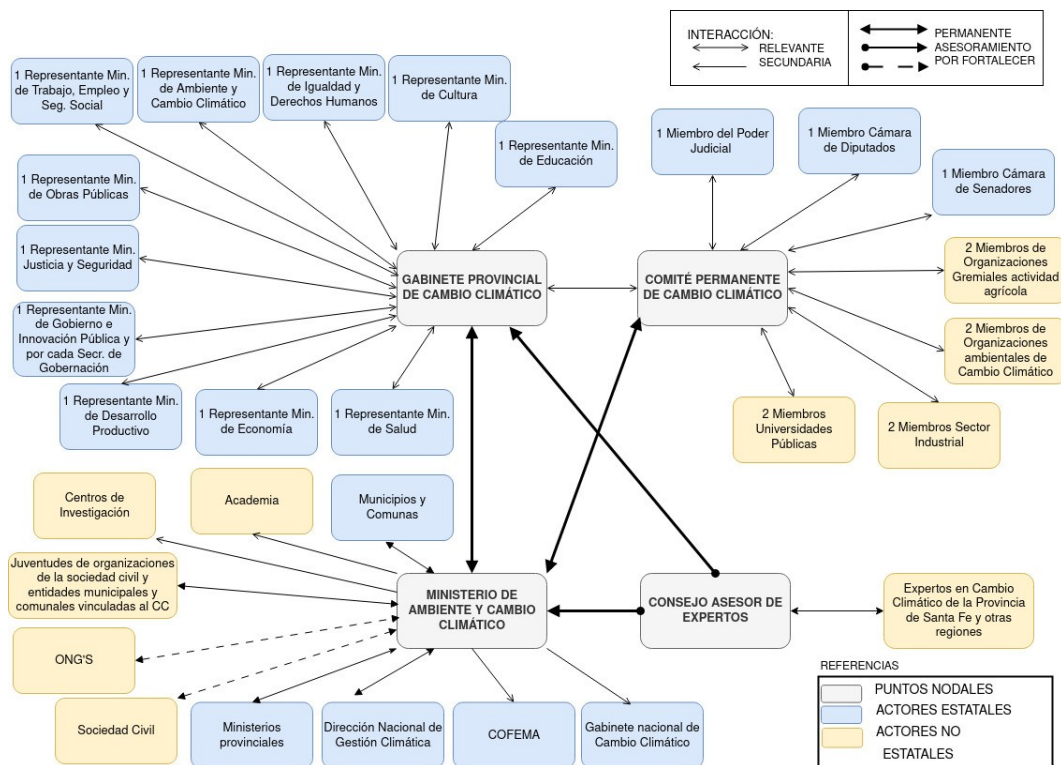 INTERACCIÓN:
RELEVANTE
SECUNDARIA
PERMANENTE
ASESORAMIENTO
POR FORTALECER
1 Representante Min.
de Trabajo, Empleo y
Seg. Social
1 Representante Min.
de Ambiente y
Cambio Climático
1 Representante Min.
de Igualdad y
Derechos Humanos
1 Representante Min.
de Cultura
1 Representante Min.
de Educación
1 Miembro del Poder
Judicial
1 Miembro Cámara
de Diputados
1 Miembro Cámara
de Senadores
1 Representante Min.
de Obras Públicas
1 Representante Min.
Justicia y Seguridad
1 Representante Min.
de Gobierno e
Innovación Pública y
por cada Secr. de
Gobernación
GABINETE PROVINCIAL
DE CAMBIO CLIMÁTICO
COMITÉ PERMANENTE
DE CAMBIO CLIMÁTICO
2 Miembros de
Organizaciones
Gremiales actividad
agrícola
2 Miembros de
Organizaciones
ambientales de
Cambio Climático
1 Representante Min.
de Desarrollo
Productivo
1 Representante Min.
de Economía
1 Representante Min.
de Salud
2 Miembros
Universidades
Públicas
2 Miembros Sector
Industrial
Centros de
Investigación
Academia
Municipios y
Comunas
Juventudes de organizaciones
de la sociedad civil y
entidades municipales y
comunales vinculadas al CC
MINISTERIO DE
AMBIENTE Y CAMBIO
CLIMÁTICO
CONSEJO ASESOR DE
EXPERTOS
Expertos en Cambio
Climático de la Provincia
de Santa Fe y otras
regiones
ONG'S
Sociedad Civil
Ministerios
provinciales
Dirección Nacional de
Gestión Climática
COFEMA
Gabinete nacional de
Cambio Climático
REFERENCIAS
PUNTOS NODALES
ACTORES ESTATALES
ACTORES NO
ESTATALES